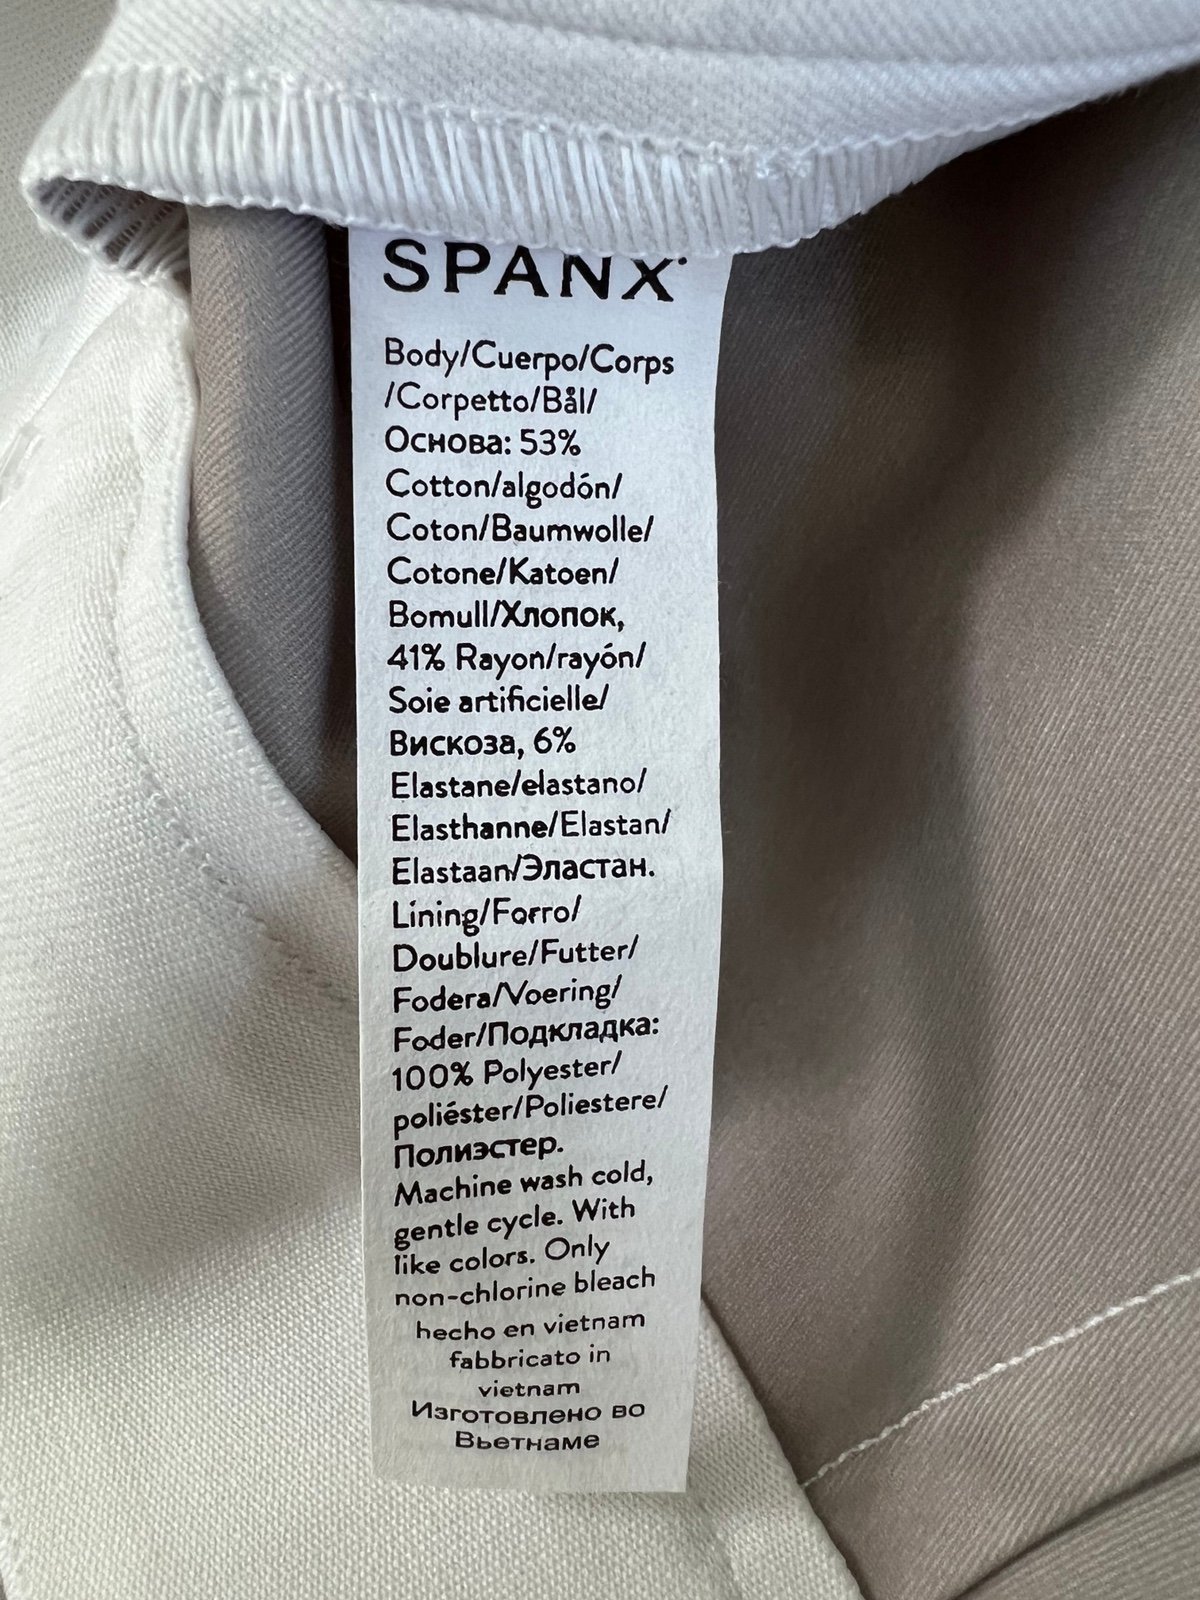 SPANX
Body/Cuerpo/Corps
/Corpetto/Bål/
Основа: 53%
Cotton/algodón/
Coton/Baumwolle/
Cotone/Katoen/
Bomull/Хлопок,
41% Rayon/rayón/
Soie artificielle/
Вискоза, 6%
Elastane/elastano/
Elasthanne/Elastan/
Elastaan/Эластан.
Lining/Forro/
Doublure/Futter/
Fodera/Voering/
Foder/Подкладка:
100% Polyester/
poliéster/Poliestere/
Полиэстер.
Machine wash cold,
gentle cycle. With
like colors. Only
non-chlorine bleach
hecho en vietnam
fabbricato in
vietnam
Изготовлено во
Вьетнаме